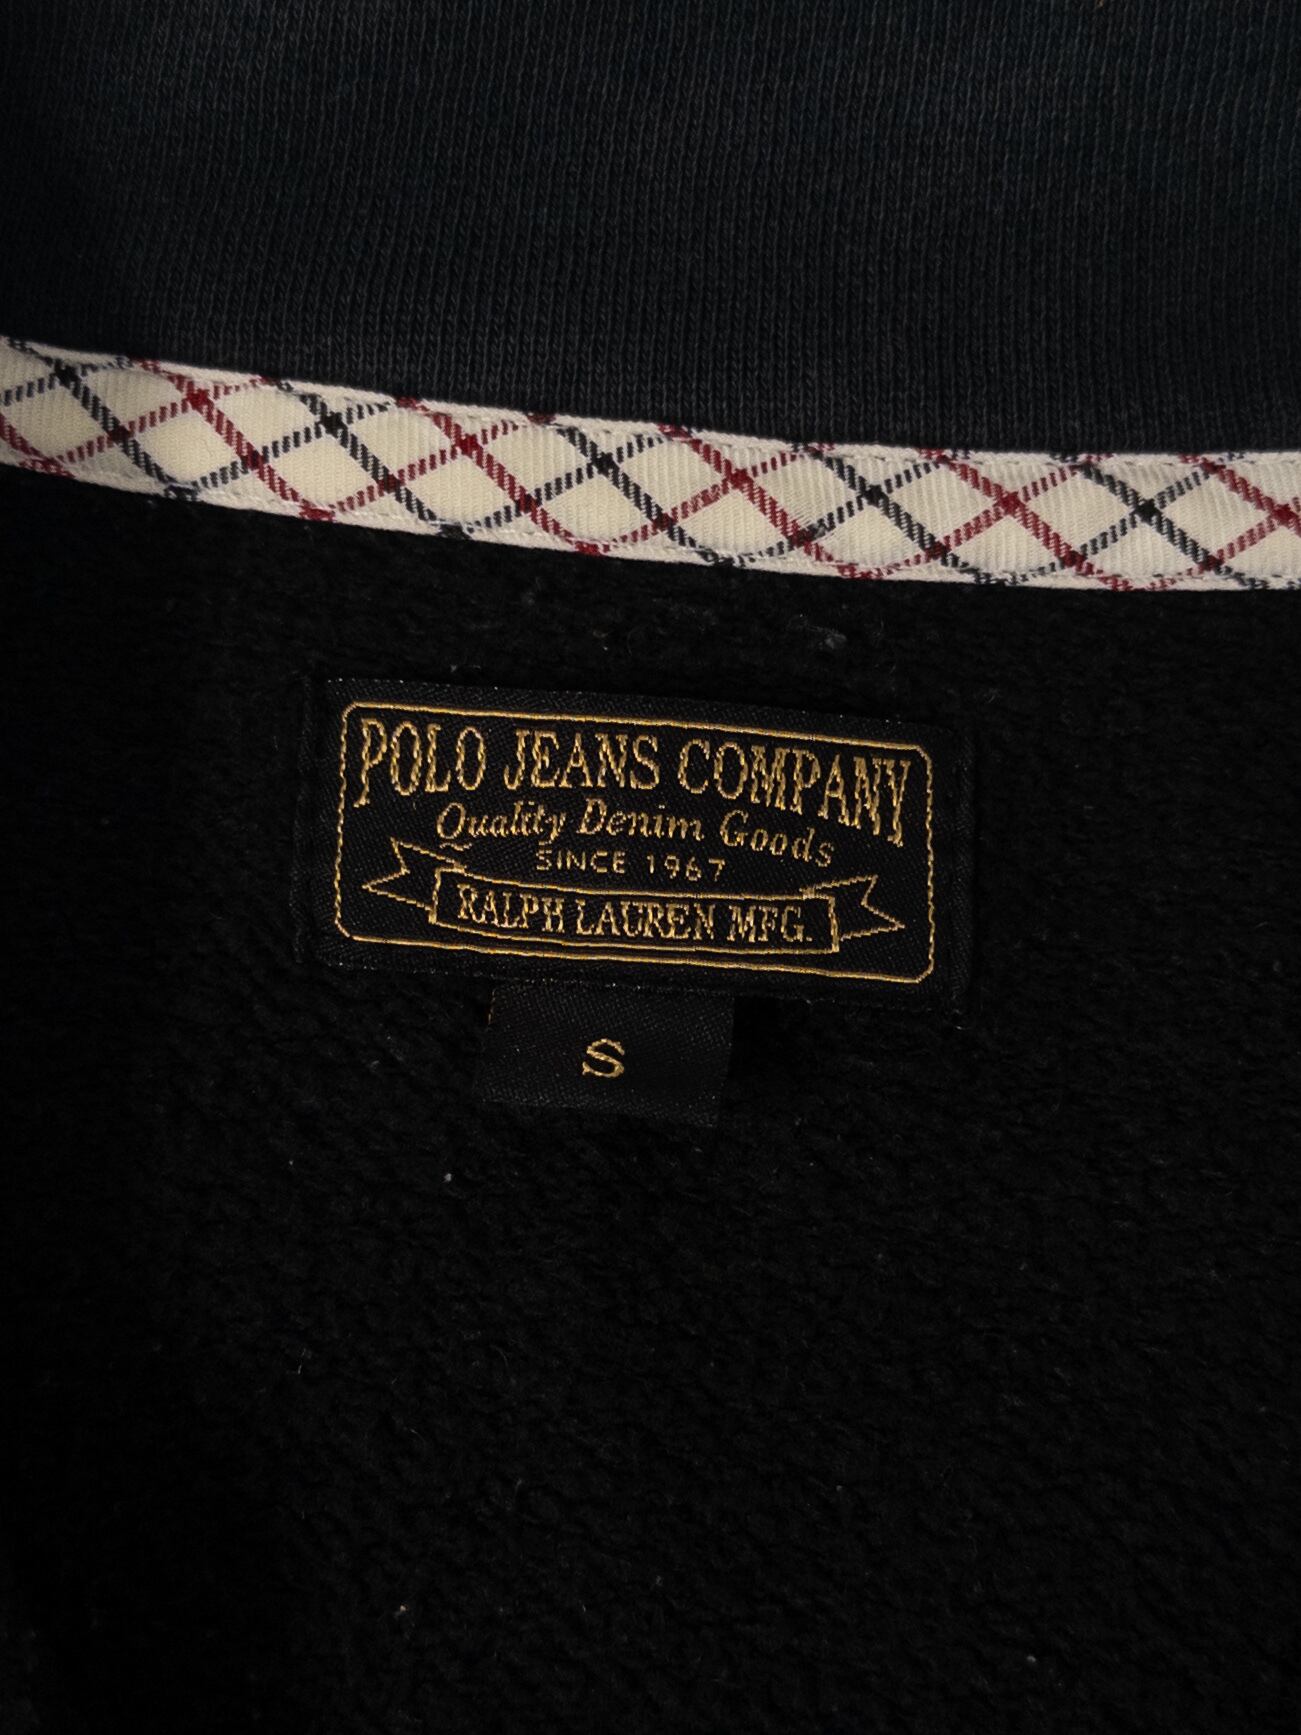 POLO JEANS COMPANY
Quality Denim Goods
SINCE 1967
RALPH LAUREN MFG.
S